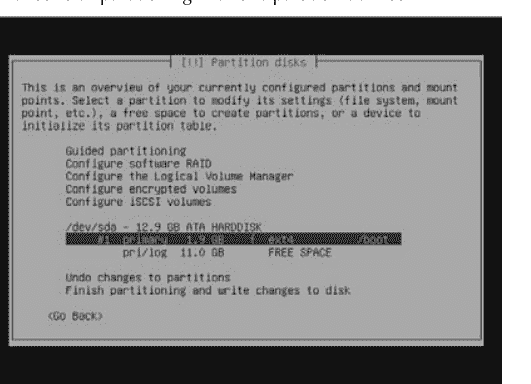 [!!] Partition disks
This is an overview of your currently configured partitions and mount
points. Select a partition to modify its settings (file system, mount
point, etc.), a free space to create partitions, or a device to
initialize its partition table.
Guided partitioning
Configure software RAID
Configure the Logical Volume Manager
Configure encrypted volumes
Configure iSCSI volumes
/dev/sda - 12.9 GB ATA HARDDISK
#1 primary 1.9 GB f ext4 /boot
pri/log 11.0 GB FREE SPACE
Undo changes to partitions
Finish partitioning and write changes to disk
<Go Back>